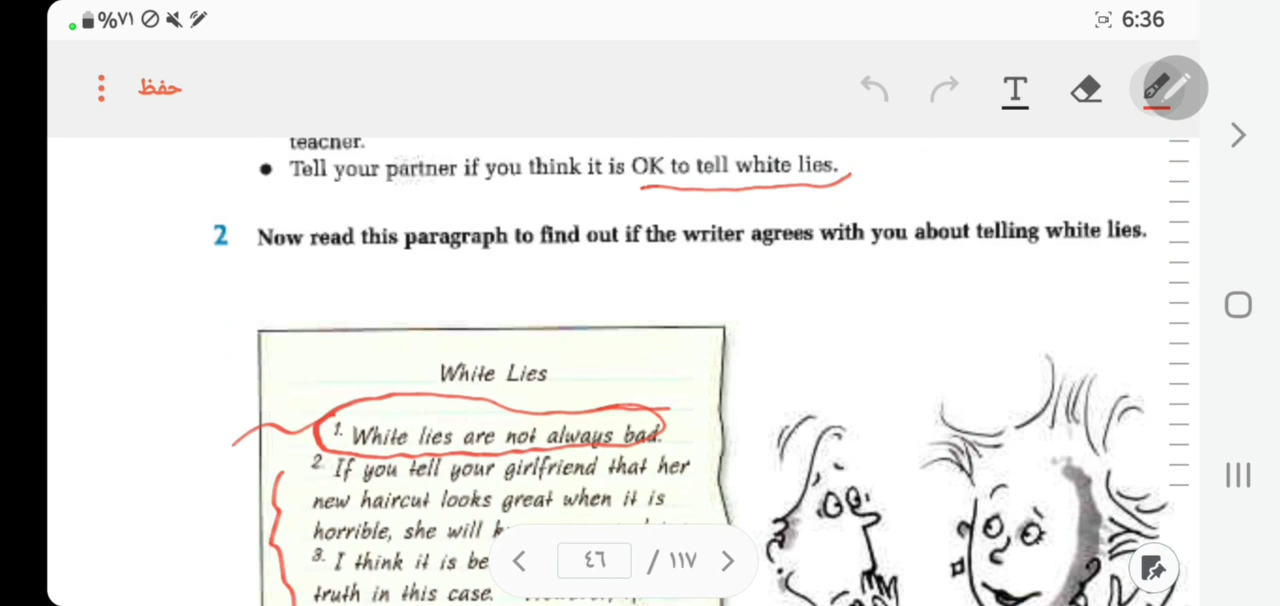 %٧١ 6:36
حفظ
T
teacher.
• Tell your partner if you think it is OK to tell white lies.
2 Now read this paragraph to find out if the writer agrees with you about telling white lies.
White Lies
1. White lies are not always bad.
2. If you tell your girlfriend that her
new haircut looks great when it is
horrible, she will
3. I think it is be
truth in this case.
٤٦ / ١١٧